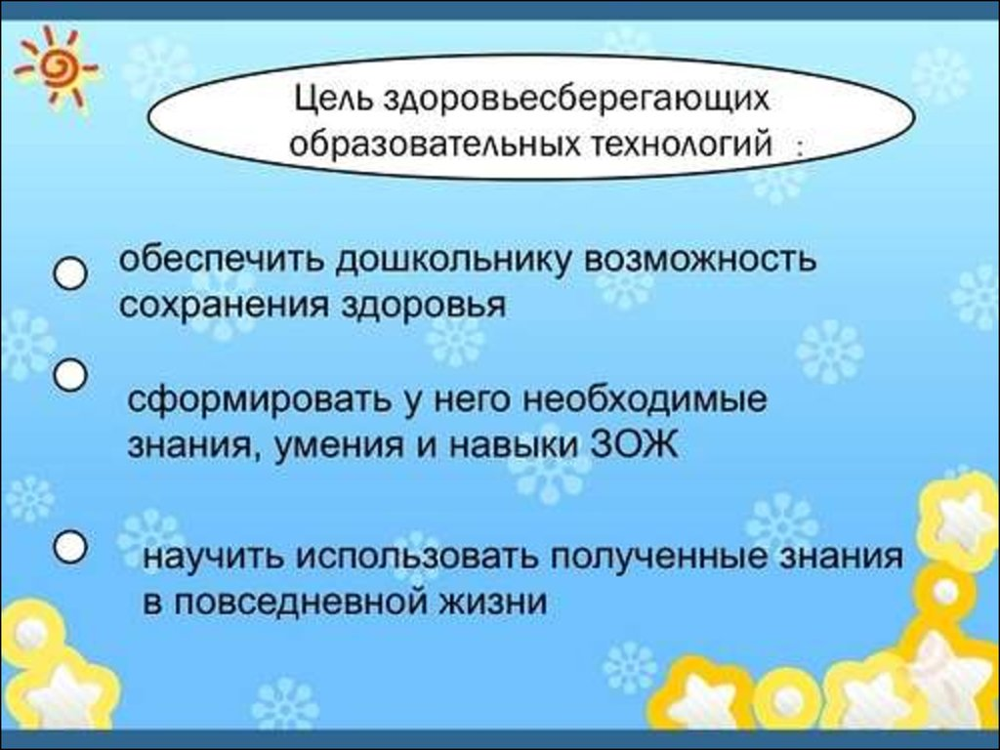 Цель здоровьесберегающих
образовательных технологий :
обеспечить дошкольнику возможность
сохранения здоровья
сформировать у него необходимые
знания, умения и навыки ЗОЖ
научить использовать полученные знания
в повседневной жизни